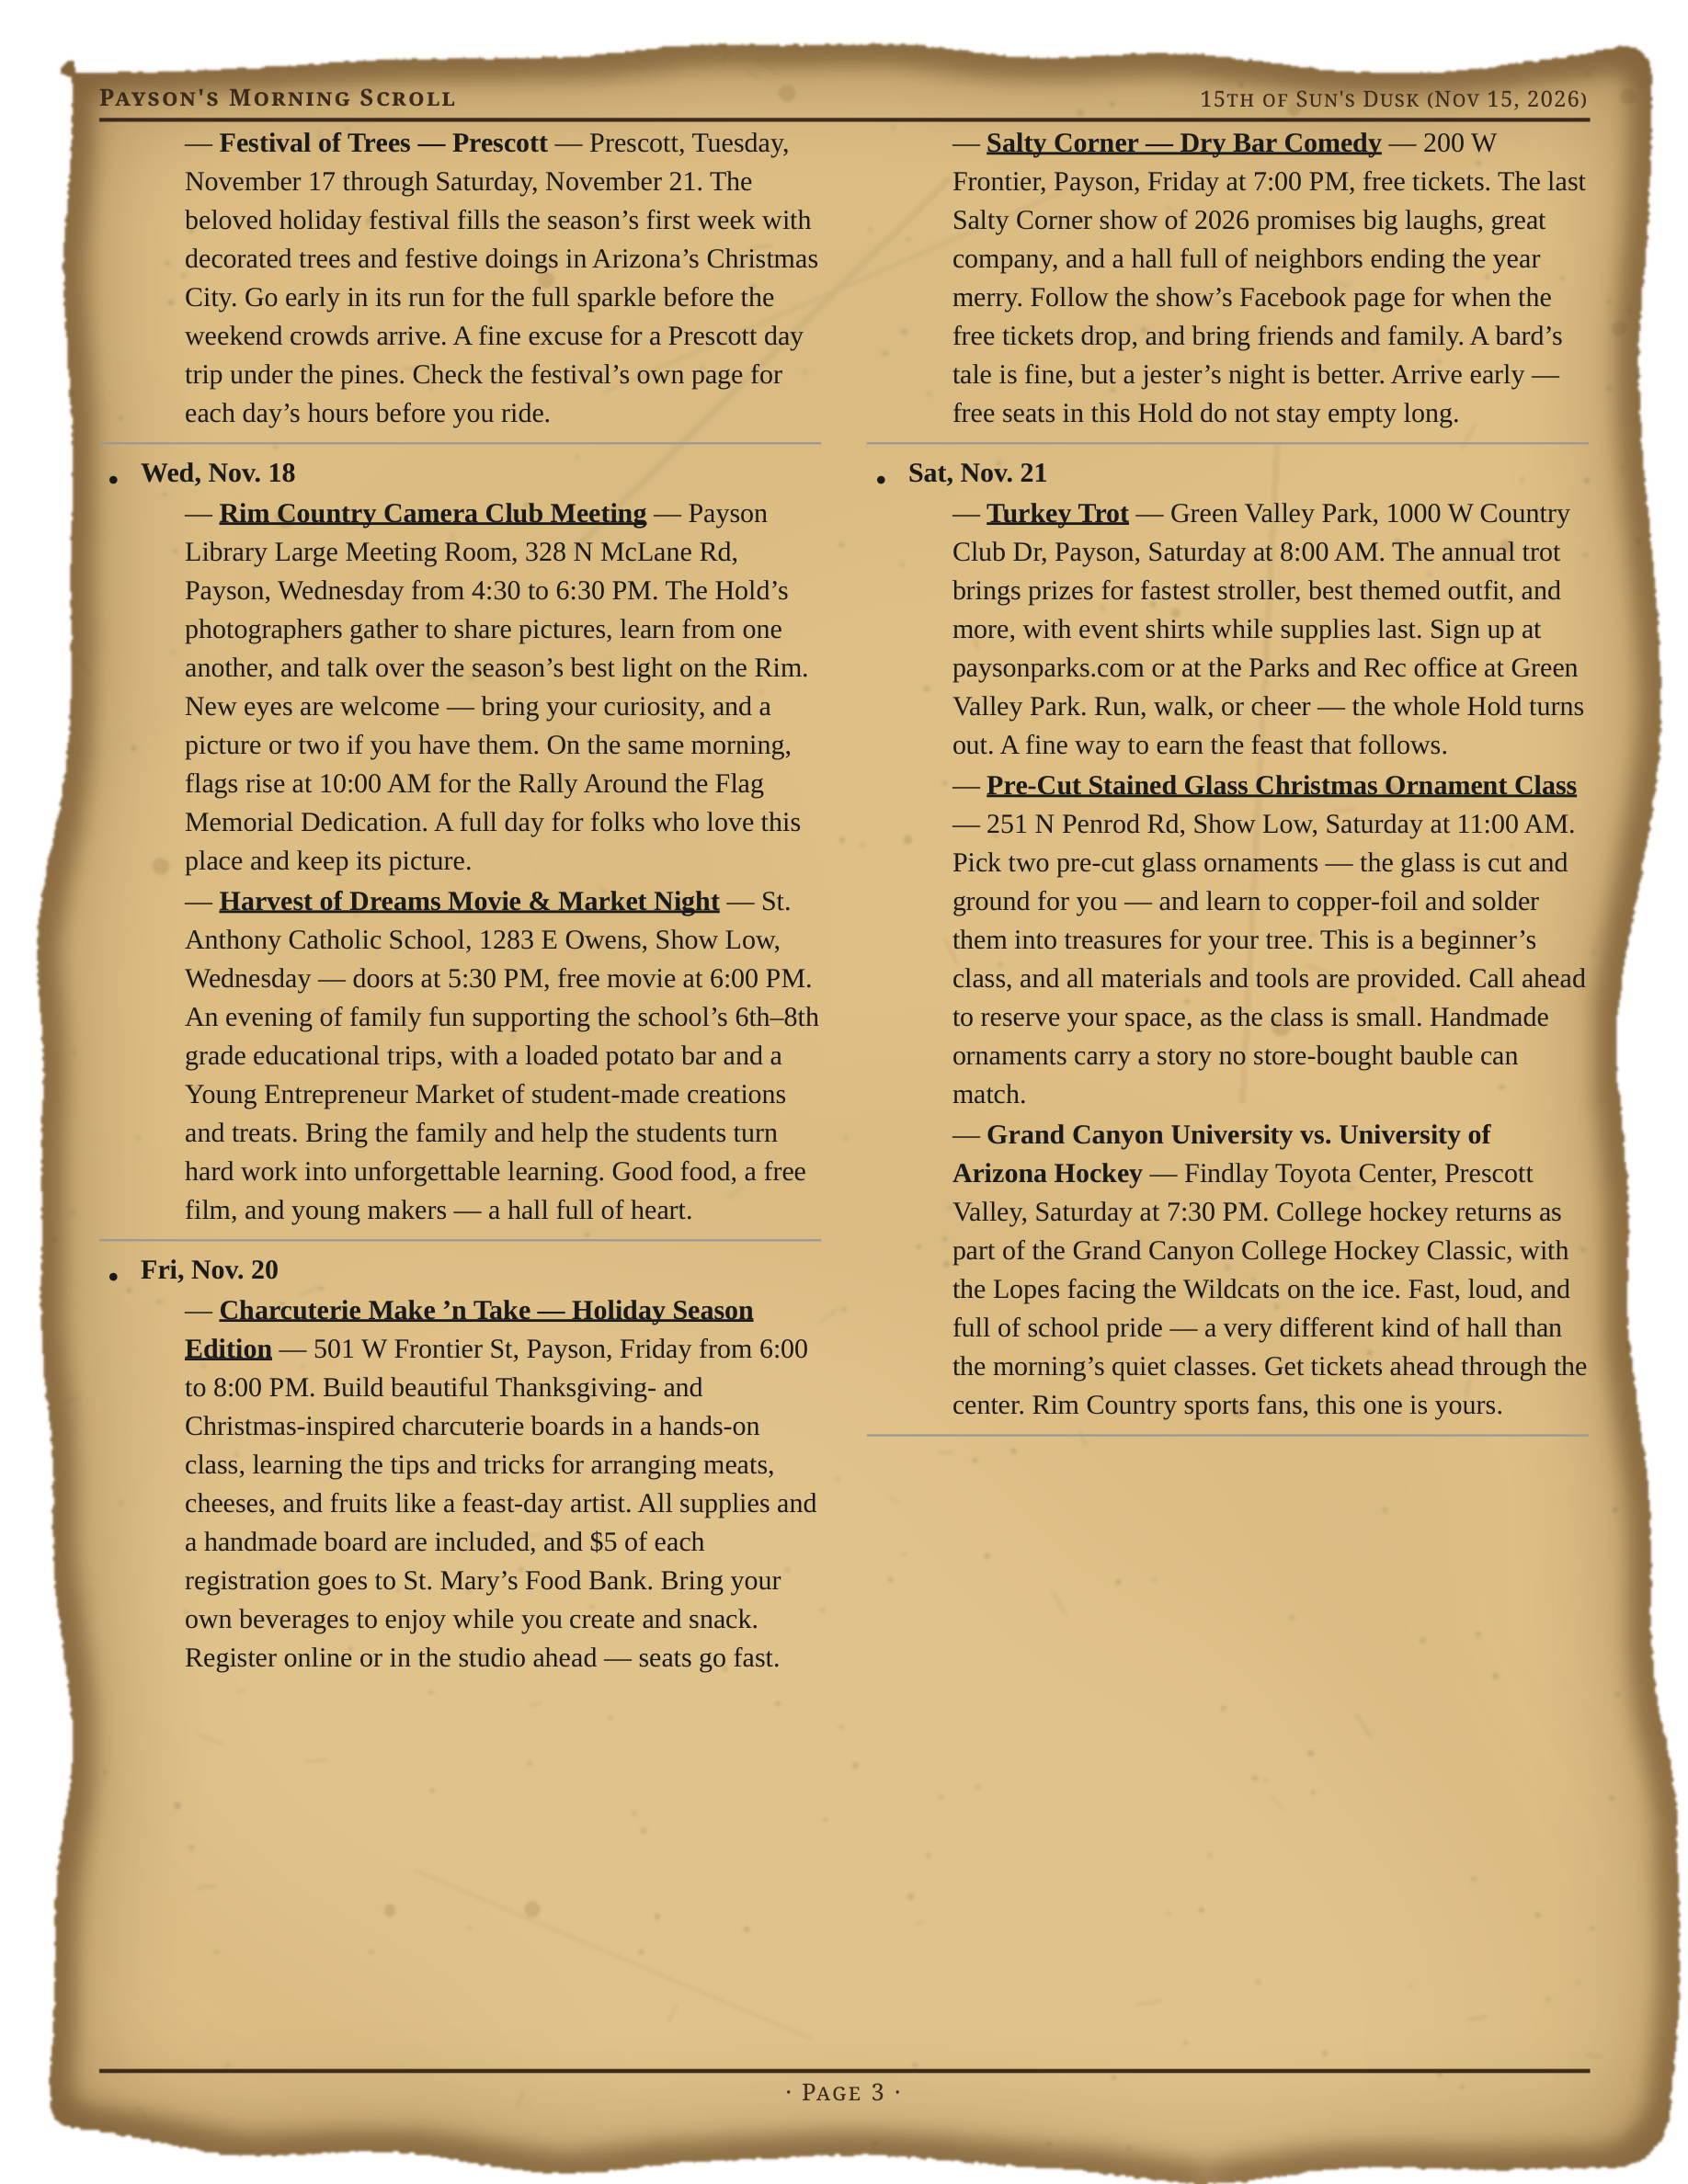 Payson's Morning Scroll
15th of Sun's Dusk (Nov 15, 2026)
— Festival of Trees — Prescott — Prescott, Tuesday,
November 17 through Saturday, November 21. The
beloved holiday festival fills the season’s first week with
decorated trees and festive doings in Arizona’s Christmas
City. Go early in its run for the full sparkle before the
weekend crowds arrive. A fine excuse for a Prescott day
trip under the pines. Check the festival’s own page for
each day’s hours before you ride.
• Wed, Nov. 18
— Rim Country Camera Club Meeting — Payson
Library Large Meeting Room, 328 N McLane Rd,
Payson, Wednesday from 4:30 to 6:30 PM. The Hold’s
photographers gather to share pictures, learn from one
another, and talk over the season’s best light on the Rim.
New eyes are welcome — bring your curiosity, and a
picture or two if you have them. On the same morning,
flags rise at 10:00 AM for the Rally Around the Flag
Memorial Dedication. A full day for folks who love this
place and keep its picture.
— Harvest of Dreams Movie & Market Night — St.
Anthony Catholic School, 1283 E Owens, Show Low,
Wednesday — doors at 5:30 PM, free movie at 6:00 PM.
An evening of family fun supporting the school’s 6th–8th
grade educational trips, with a loaded potato bar and a
Young Entrepreneur Market of student-made creations
and treats. Bring the family and help the students turn
hard work into unforgettable learning. Good food, a free
film, and young makers — a hall full of heart.
• Fri, Nov. 20
— Charcuterie Make ’n Take — Holiday Season
Edition — 501 W Frontier St, Payson, Friday from 6:00
to 8:00 PM. Build beautiful Thanksgiving- and
Christmas-inspired charcuterie boards in a hands-on
class, learning the tips and tricks for arranging meats,
cheeses, and fruits like a feast-day artist. All supplies and
a handmade board are included, and $5 of each
registration goes to St. Mary’s Food Bank. Bring your
own beverages to enjoy while you create and snack.
Register online or in the studio ahead — seats go fast.
— Salty Corner — Dry Bar Comedy — 200 W
Frontier, Payson, Friday at 7:00 PM, free tickets. The last
Salty Corner show of 2026 promises big laughs, great
company, and a hall full of neighbors ending the year
merry. Follow the show’s Facebook page for when the
free tickets drop, and bring friends and family. A bard’s
tale is fine, but a jester’s night is better. Arrive early —
free seats in this Hold do not stay empty long.
• Sat, Nov. 21
— Turkey Trot — Green Valley Park, 1000 W Country
Club Dr, Payson, Saturday at 8:00 AM. The annual trot
brings prizes for fastest stroller, best themed outfit, and
more, with event shirts while supplies last. Sign up at
paysonparks.com or at the Parks and Rec office at Green
Valley Park. Run, walk, or cheer — the whole Hold turns
out. A fine way to earn the feast that follows.
— Pre-Cut Stained Glass Christmas Ornament Class
— 251 N Penrod Rd, Show Low, Saturday at 11:00 AM.
Pick two pre-cut glass ornaments — the glass is cut and
ground for you — and learn to copper-foil and solder
them into treasures for your tree. This is a beginner’s
class, and all materials and tools are provided. Call ahead
to reserve your space, as the class is small. Handmade
ornaments carry a story no store-bought bauble can
match.
— Grand Canyon University vs. University of
Arizona Hockey — Findlay Toyota Center, Prescott
Valley, Saturday at 7:30 PM. College hockey returns as
part of the Grand Canyon College Hockey Classic, with
the Lopes facing the Wildcats on the ice. Fast, loud, and
full of school pride — a very different kind of hall than
the morning’s quiet classes. Get tickets ahead through the
center. Rim Country sports fans, this one is yours.
· Page 3 ·